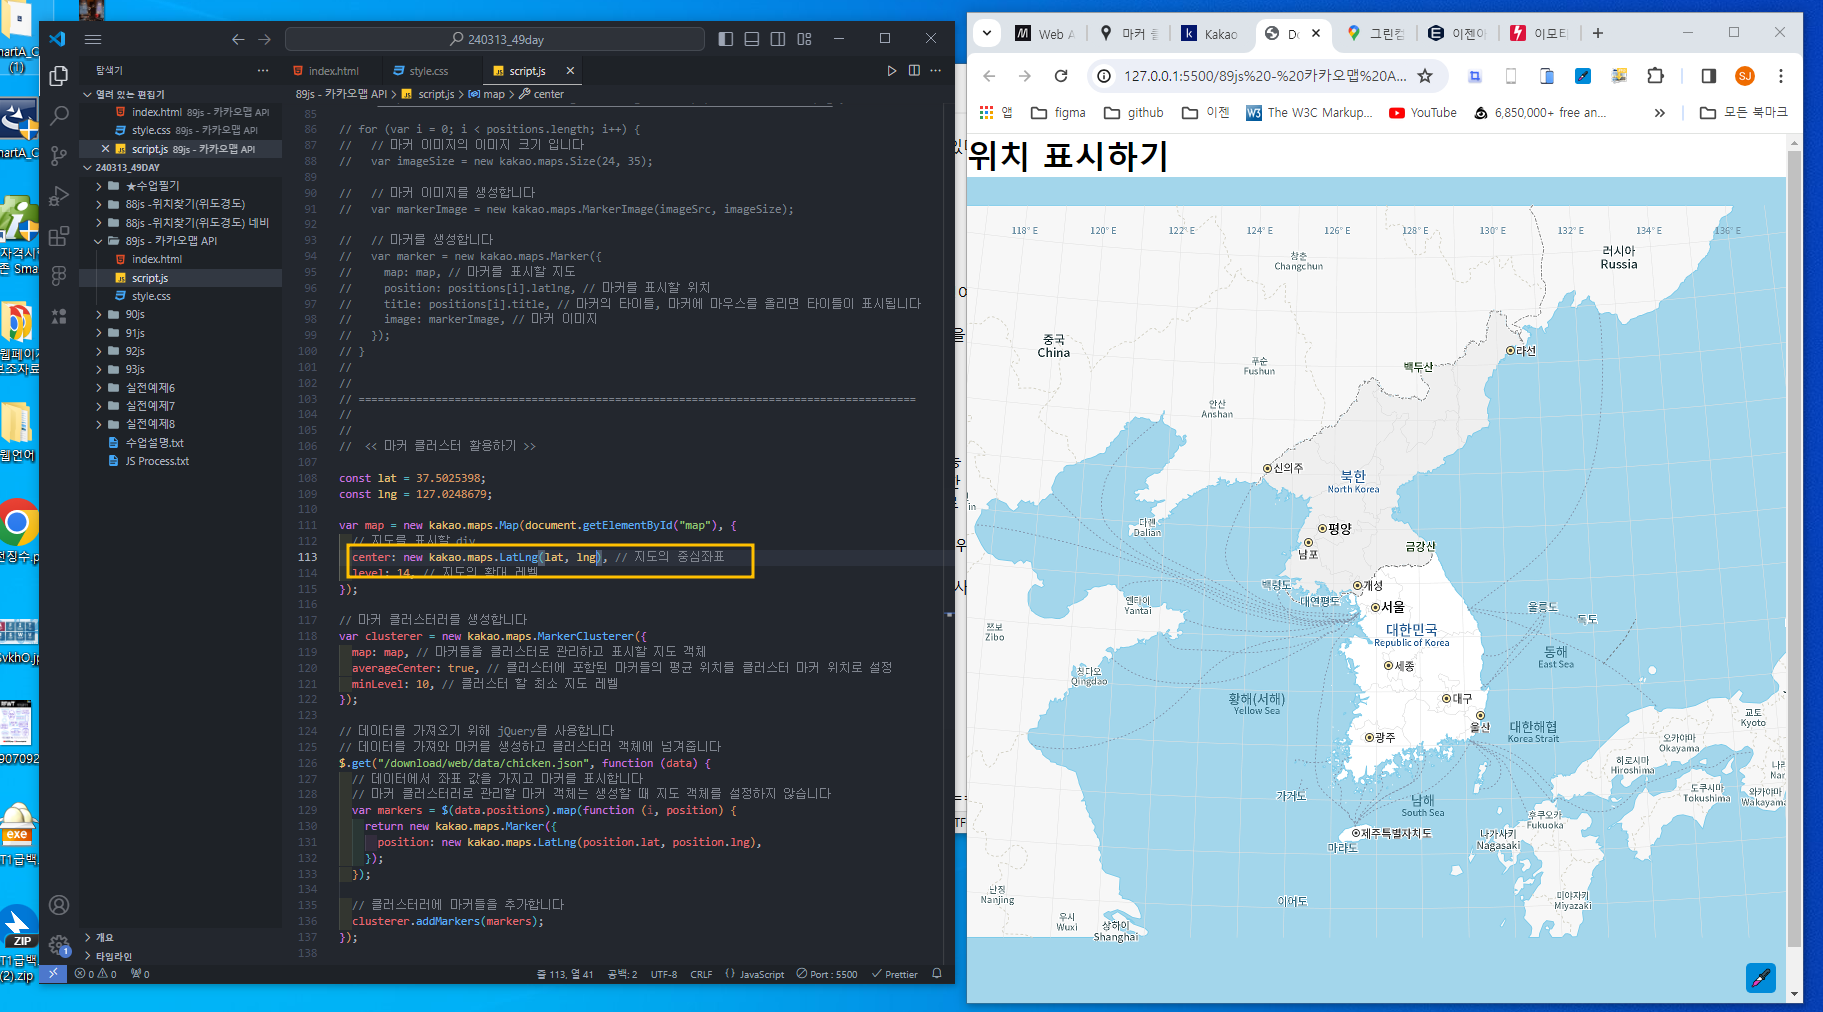 240313_49day
탐색기
열려 있는 편집기
index.html 89js - 카카오맵 API
style.css 89js - 카카오맵 API
script.js 89js - 카카오맵 API
240313_49DAY
★수업필기
88js -위치찾기(위도경도)
88js -위치찾기(위도경도) 네비
89js - 카카오맵 API
index.html
script.js
style.css
90js
91js
92js
93js
실전예제6
실전예제7
실전예제8
수업설명.txt
JS Process.txt
개요
타임라인
index.html
style.css
script.js
89js - 카카오맵 API > script.js > map > center
85
86 // for (var i = 0; i < positions.length; i++) {
87 //   // 마커 이미지의 이미지 크기 입니다
88 //   var imageSize = new kakao.maps.Size(24, 35);
89
90 //   // 마커 이미지를 생성합니다
91 //   var markerImage = new kakao.maps.MarkerImage(imageSrc, imageSize);
92
93 //   // 마커를 생성합니다
94 //   var marker = new kakao.maps.Marker({
95 //     map: map, // 마커를 표시할 지도
96 //     position: positions[i].latlng, // 마커를 표시할 위치
97 //     title: positions[i].title, // 마커의 타이틀, 마커에 마우스를 올리면 타이틀이 표시됩니다
98 //     image: markerImage, // 마커 이미지
99 //   });
100 // }
101 //
102 //
103 // =======================================================================================
104 //
105 //
106 //  << 마커 클러스터 활용하기 >>
107
108 const lat = 37.5025398;
109 const lng = 127.0248679;
110
111 var map = new kakao.maps.Map(document.getElementById("map"), {
112   // 지도를 표시할 div
113   center: new kakao.maps.LatLng(lat, lng), // 지도의 중심좌표
114   level: 14, // 지도의 확대 레벨
115 });
116
117 // 마커 클러스터러를 생성합니다
118 var clusterer = new kakao.maps.MarkerClusterer({
119   map: map, // 마커들을 클러스터로 관리하고 표시할 지도 객체
120   averageCenter: true, // 클러스터에 포함된 마커들의 평균 위치를 클러스터 마커 위치로 설정
121   minLevel: 10, // 클러스터 할 최소 지도 레벨
122 });
123
124 // 데이터를 가져오기 위해 jQuery를 사용합니다
125 // 데이터를 가져와 마커를 생성하고 클러스터러 객체에 넘겨줍니다
126 $.get("/download/web/data/chicken.json", function (data) {
127   // 데이터에서 좌표 값을 가지고 마커를 표시합니다
128   // 마커 클러스터러로 관리할 마커 객체는 생성할 때 지도 객체를 설정하지 않습니다
129   var markers = $(data.positions).map(function (i, position) {
130     return new kakao.maps.Marker({
131       position: new kakao.maps.LatLng(position.lat, position.lng),
132     });
133   });
134
135   // 클러스터러에 마커들을 추가합니다
136   clusterer.addMarkers(markers);
137 });
138
0 0 0
줄 113, 열 41 공백: 2 UTF-8 CRLF {} JavaScript Port : 5500 Prettier
Web A
마커 클
Kakao
그린컴
이젠아
이모티
127.0.0.1:5500/89js%20-%20카카오맵%20A...
SJ
앱
figma
github
이젠
The W3C Markup...
YouTube
6,850,000+ free an...
모든 북마크
위치 표시하기
118° E 120° E 122° E 124° E 126° E 128° E 130° E 132° E 134° E 136° E
러시아
Russia
창춘
Changchun
중국
China
라선
백두산
푸순
Fushun
안산
Anshan
신의주
북한
North Korea
다롄
Dalian
평양
남포
금강산
개성
백령도
대연평도
서울
옌타이
Yantai
울릉도
독도
대한민국
Republic of Korea
쯔보
Zibo
동해
East Sea
세종
칭다오
Qingdao
황해(서해)
Yellow Sea
대구
울산
대한해협
Korea Strait
광주
교토
Kyoto
오카야마
Okayama
히로시마
Hiroshima
도쿠시마
Tokushima
와카야마
Wakayama
가거도
남해
South Sea
후쿠오카
Fukuoka
제주특별자치도
마라도
나가사키
Nagasaki
난징
Nanjing
이어도
미야자키
Miyazaki
우시
Wuxi
상하이
Shanghai